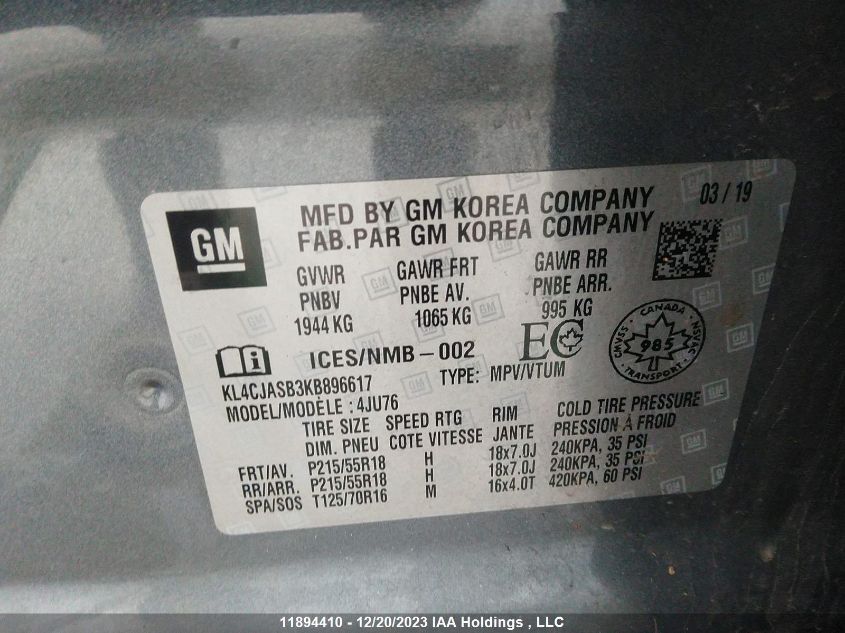 GM
MFD BY GM KOREA COMPANY 03 / 19
FAB.PAR GM KOREA COMPANY
GVWR GAWR FRT GAWR RR
PNBV PNBE AV. PNBE ARR.
1944 KG 1065 KG 995 KG
ICES/NMB – 002 EC
CANADA
CMVSS 985 NSVAC
TRANSPORT
KL4CJASB3KB896617 TYPE: MPV/VTUM
MODEL/MODÈLE : 4JU76
TIRE SIZE SPEED RTG RIM COLD TIRE PRESSURE
DIM. PNEU COTE VITESSE JANTE PRESSION À FROID
FRT/AV. P215/55R18 H 18x7.0J 240KPA, 35 PSI
RR/ARR. P215/55R18 H 18x7.0J 240KPA, 35 PSI
SPA/SOS T125/70R16 M 16x4.0T 420KPA, 60 PSI
11894410 - 12/20/2023 IAA Holdings , LLC